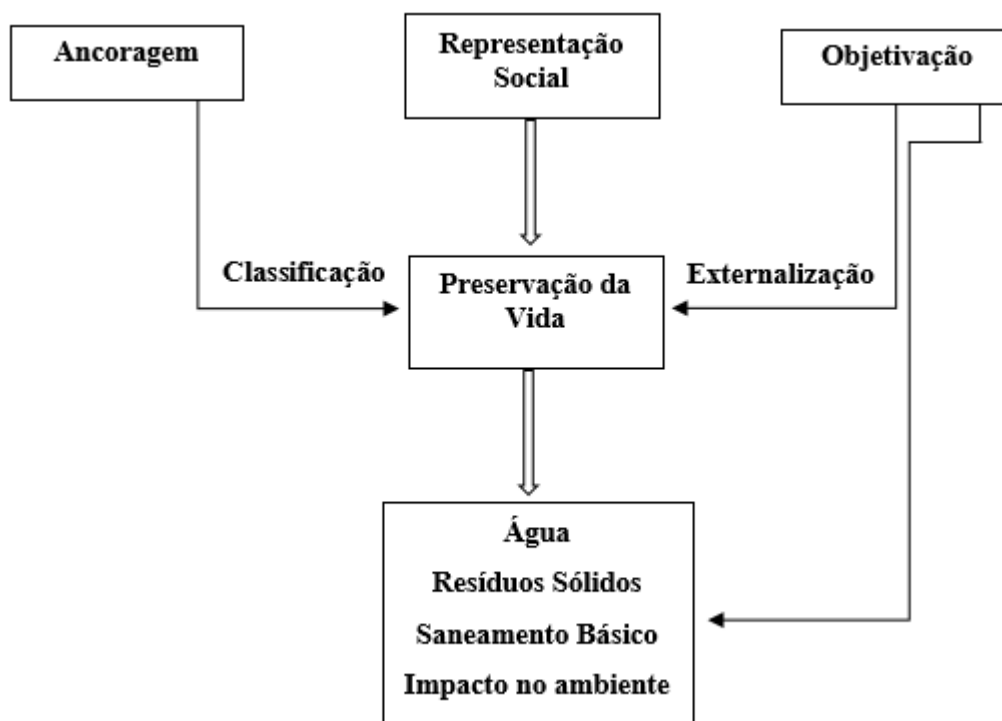 Ancoragem
Representação
Social
Objetivação
Classificação
Externalização
Preservação da
Vida
Água
Resíduos Sólidos
Saneamento Básico
Impacto no ambiente